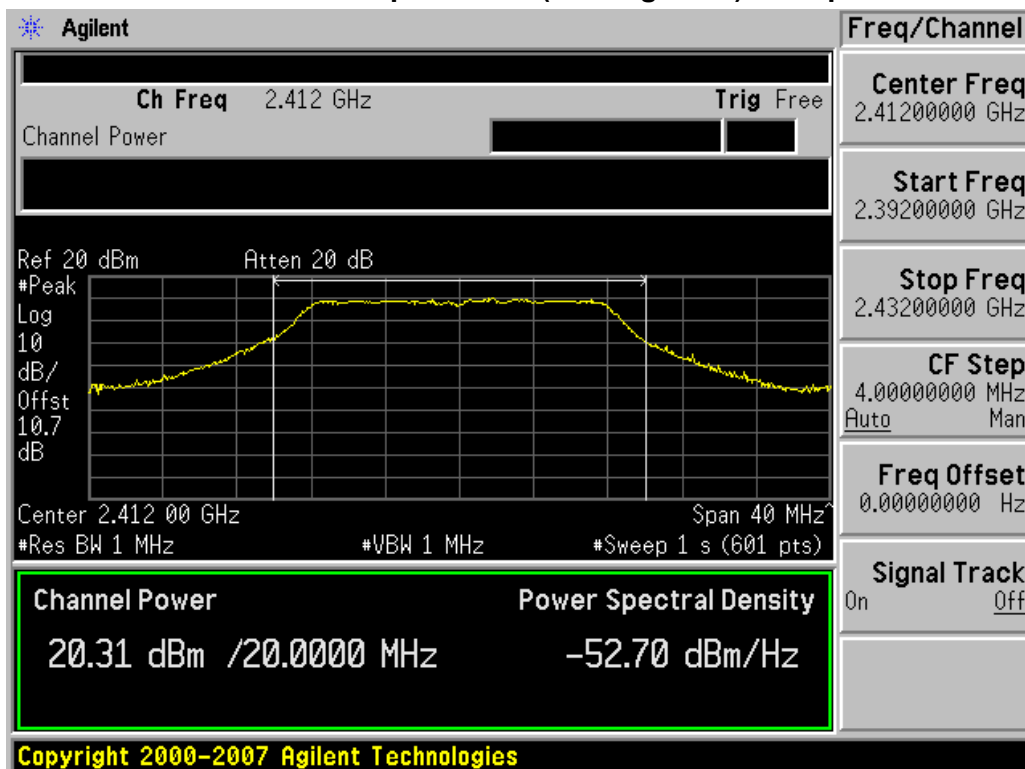 Agilent
Freq/Channel
Ch Freq 2.412 GHz Trig Free
Channel Power
Center Freq
2.41200000 GHz
Start Freq
2.39200000 GHz
Stop Freq
2.43200000 GHz
CF Step
4.00000000 MHz
Auto Man
Freq Offset
0.00000000 Hz
Signal Track
On Off
Ref 20 dBm Atten 20 dB
#Peak
Log
10
dB/
Offst
10.7
dB
Center 2.412 00 GHz Span 40 MHz^
#Res BW 1 MHz #VBW 1 MHz #Sweep 1 s (601 pts)
Channel Power Power Spectral Density
20.31 dBm /20.0000 MHz -52.70 dBm/Hz
Copyright 2000-2007 Agilent Technologies